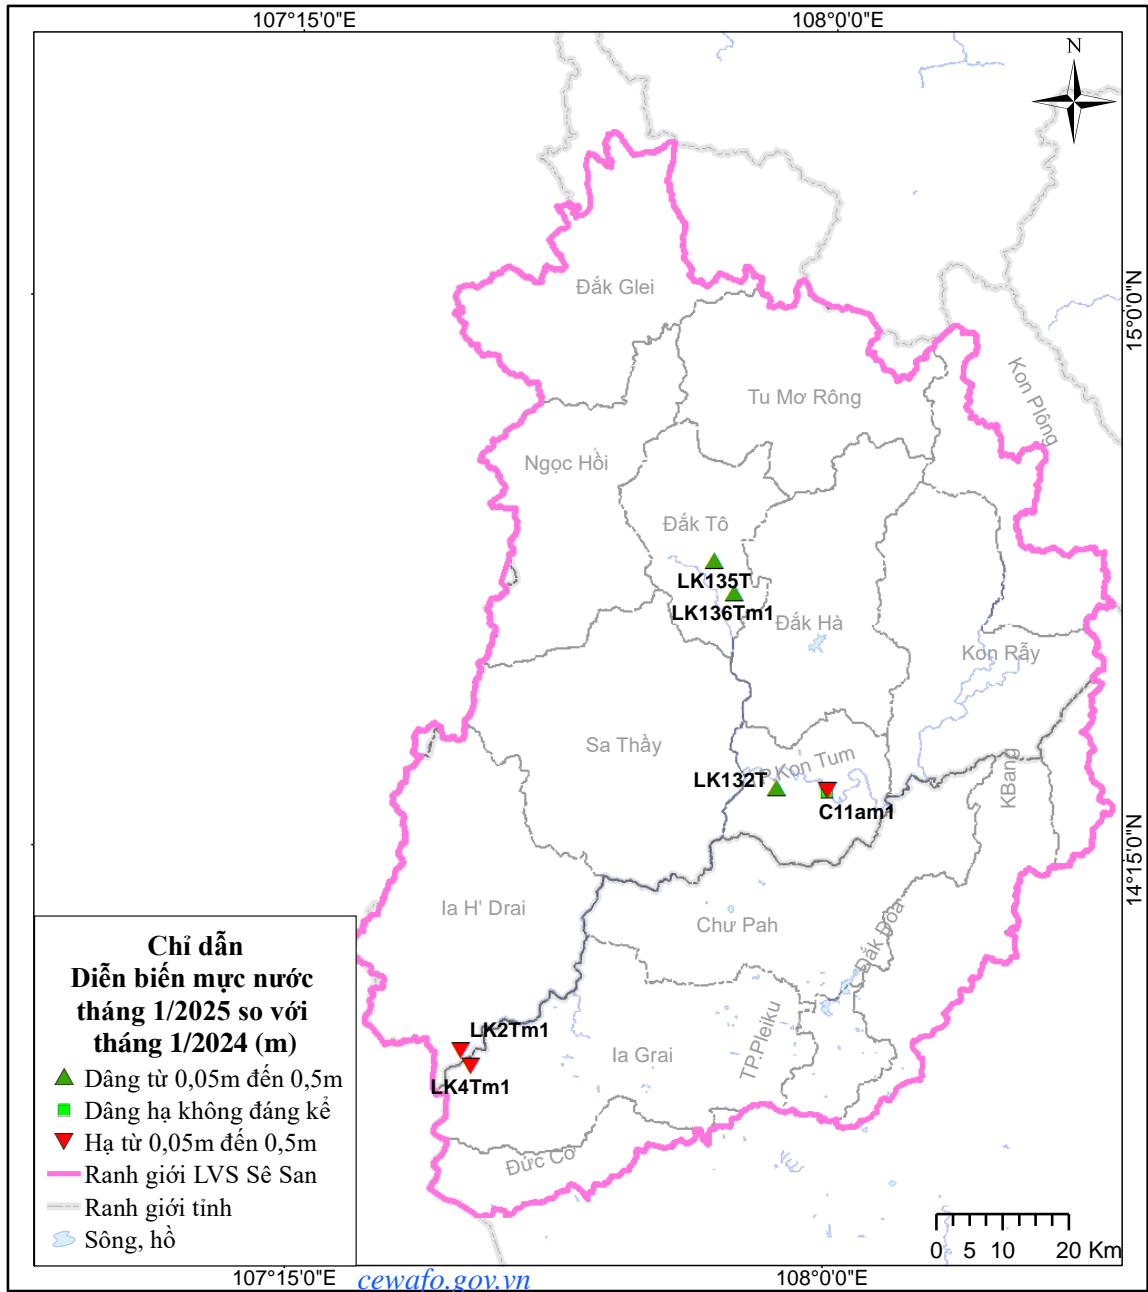 107°15'0"E
108°0'0"E
N
Đắk Glei
15°0'0"N
Kon Plông
Tu Mơ Rông
Ngọc Hồi
Đắk Tô
LK135T
LK136Tm1
Đắk Hà
Kon Rẫy
Sa Thầy
P.Kon Tum
LK132T
C11am1
KBang
14°15'0"N
Ia H' Drai
Chư Pah
Đắk Đoa
LK2Tm1
LK4Tm1
Ia Grai
TP.Pleiku
Đức Cơ
Chỉ dẫn
Diễn biến mực nước
tháng 1/2025 so với
tháng 1/2024 (m)
Dâng từ 0,05m đến 0,5m
Dâng hạ không đáng kể
Hạ từ 0,05m đến 0,5m
Ranh giới LVS Sê San
Ranh giới tỉnh
Sông, hồ
0 5 10 20 Km
107°15'0"E
cewafo.gov.vn
108°0'0"E